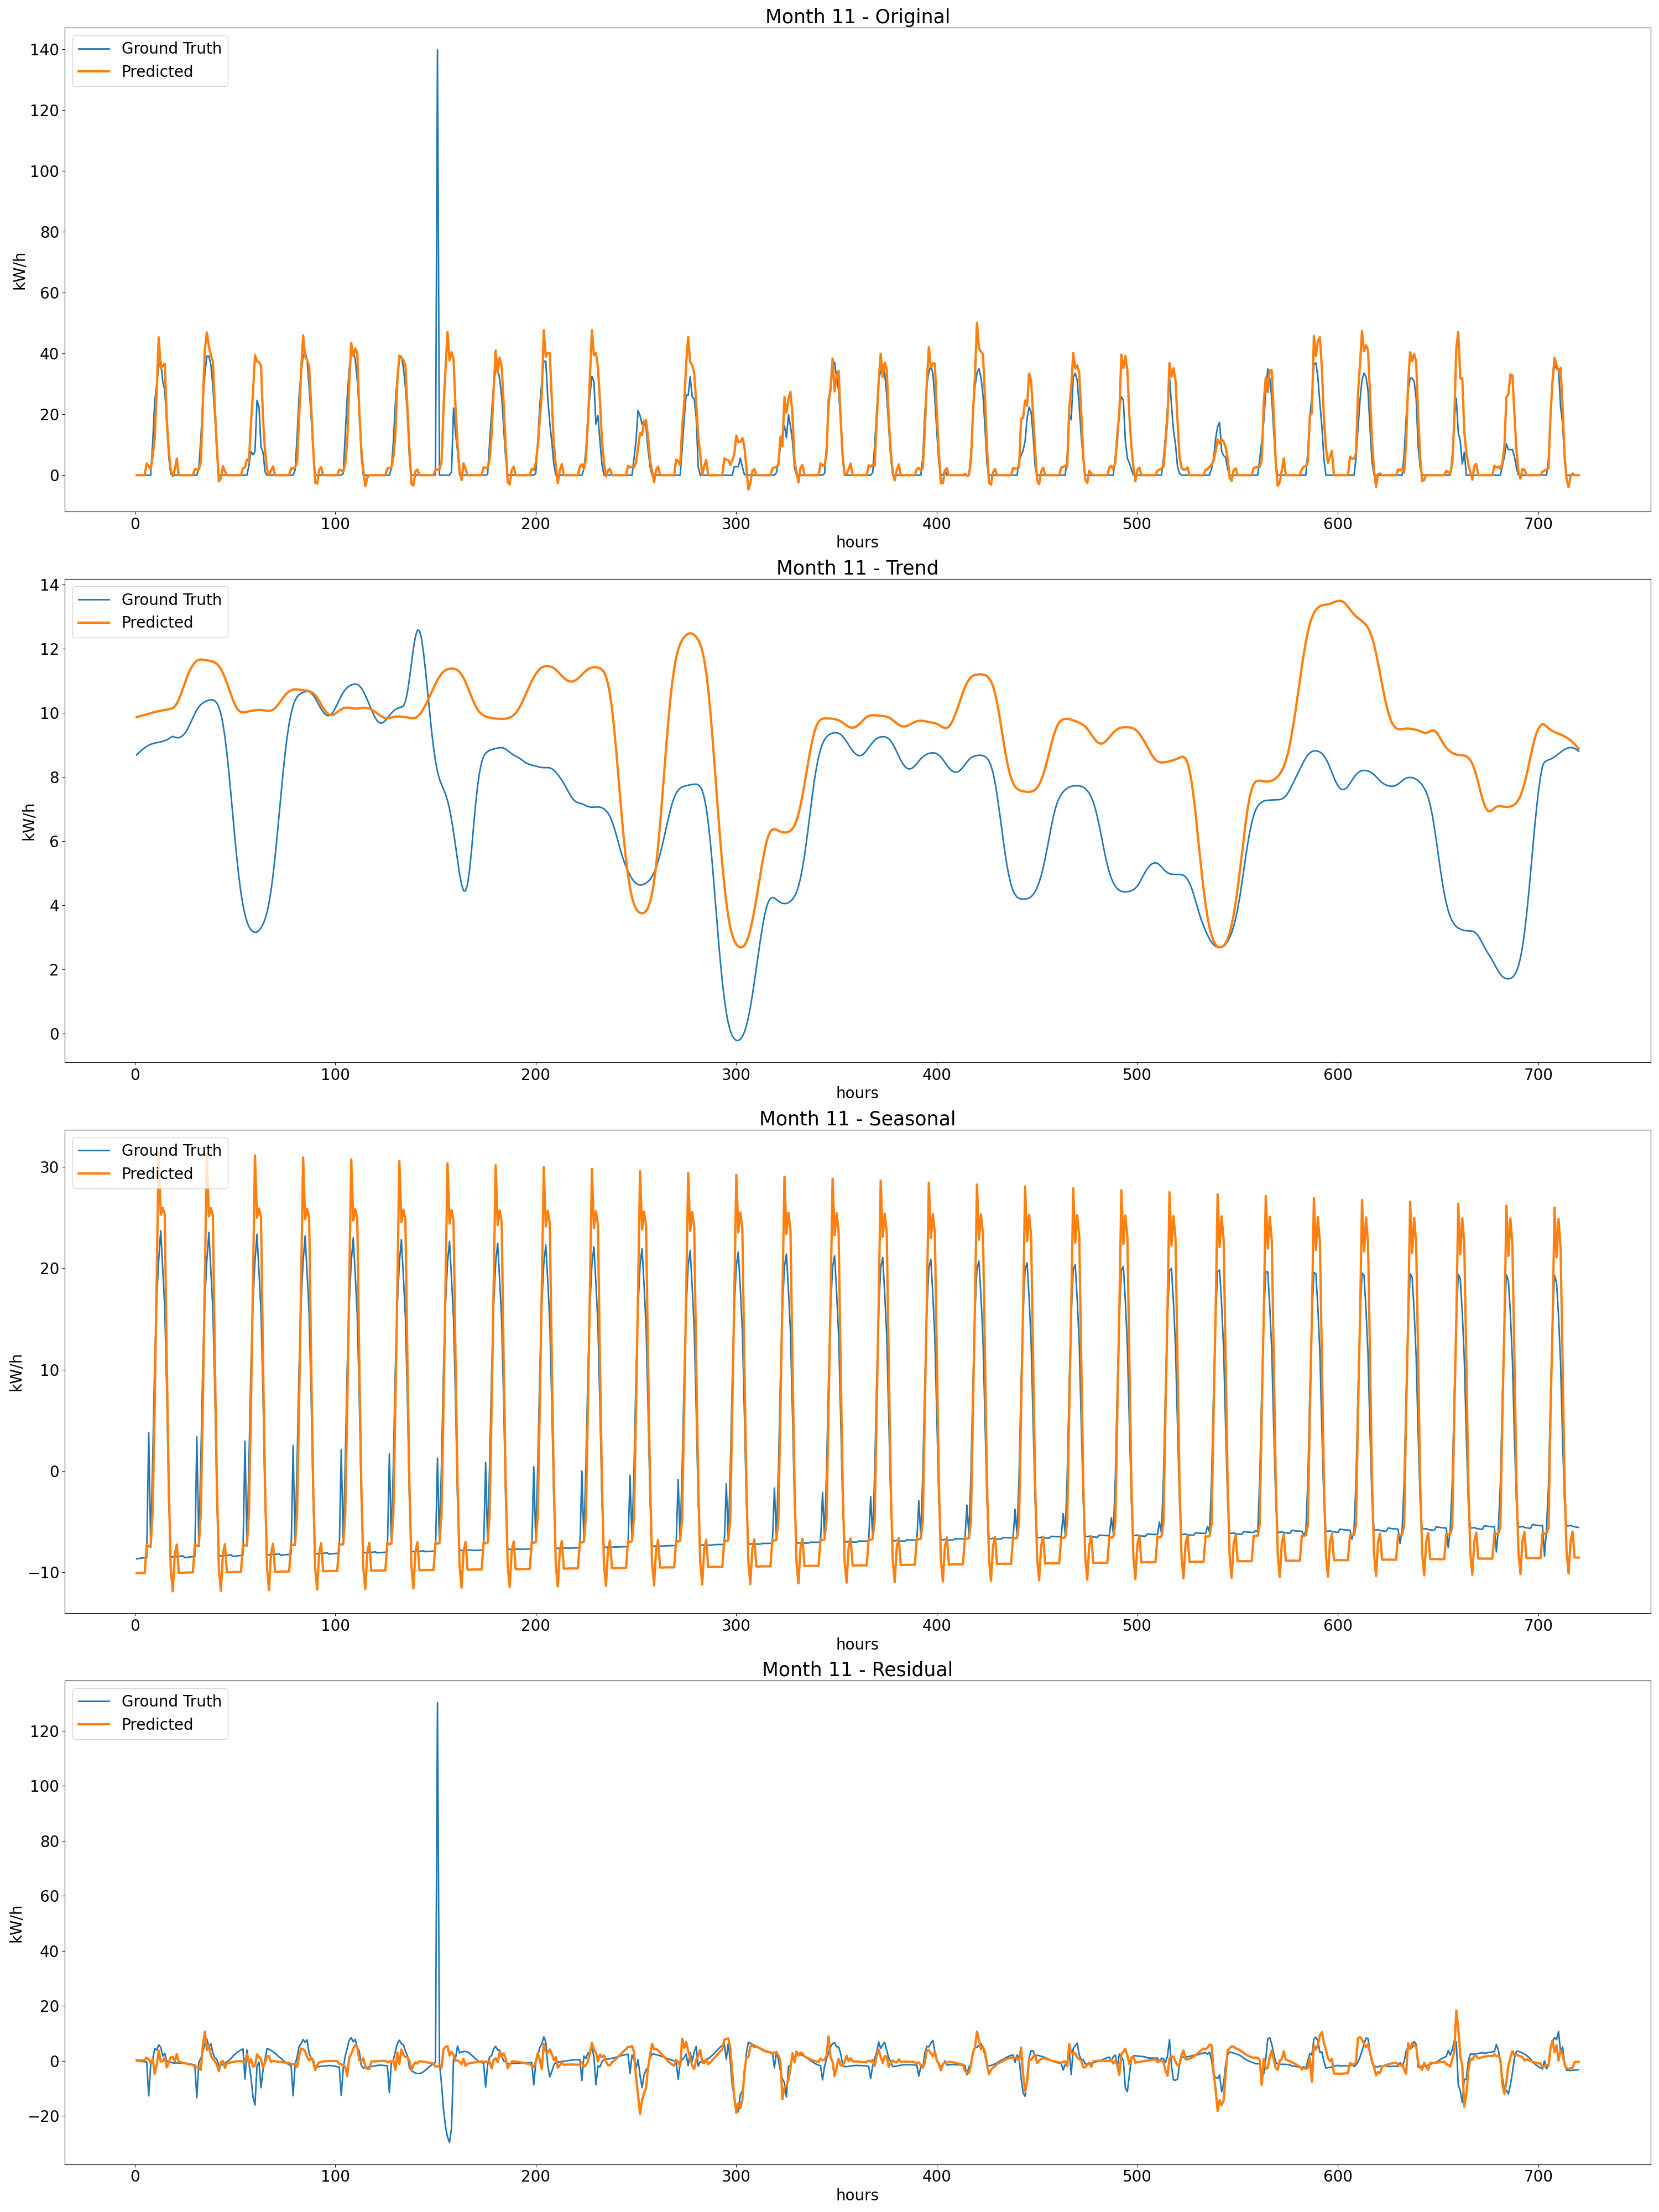 Month 11 - Original
Ground Truth
Predicted
140
120
100
80
60
40
20
0
kW/h
0 100 200 300 400 500 600 700
hours
Month 11 - Trend
Ground Truth
Predicted
14
12
10
8
6
4
2
0
kW/h
0 100 200 300 400 500 600 700
hours
Month 11 - Seasonal
Ground Truth
Predicted
30
20
10
0
−10
kW/h
0 100 200 300 400 500 600 700
hours
Month 11 - Residual
Ground Truth
Predicted
120
100
80
60
40
20
0
−20
kW/h
0 100 200 300 400 500 600 700
hours